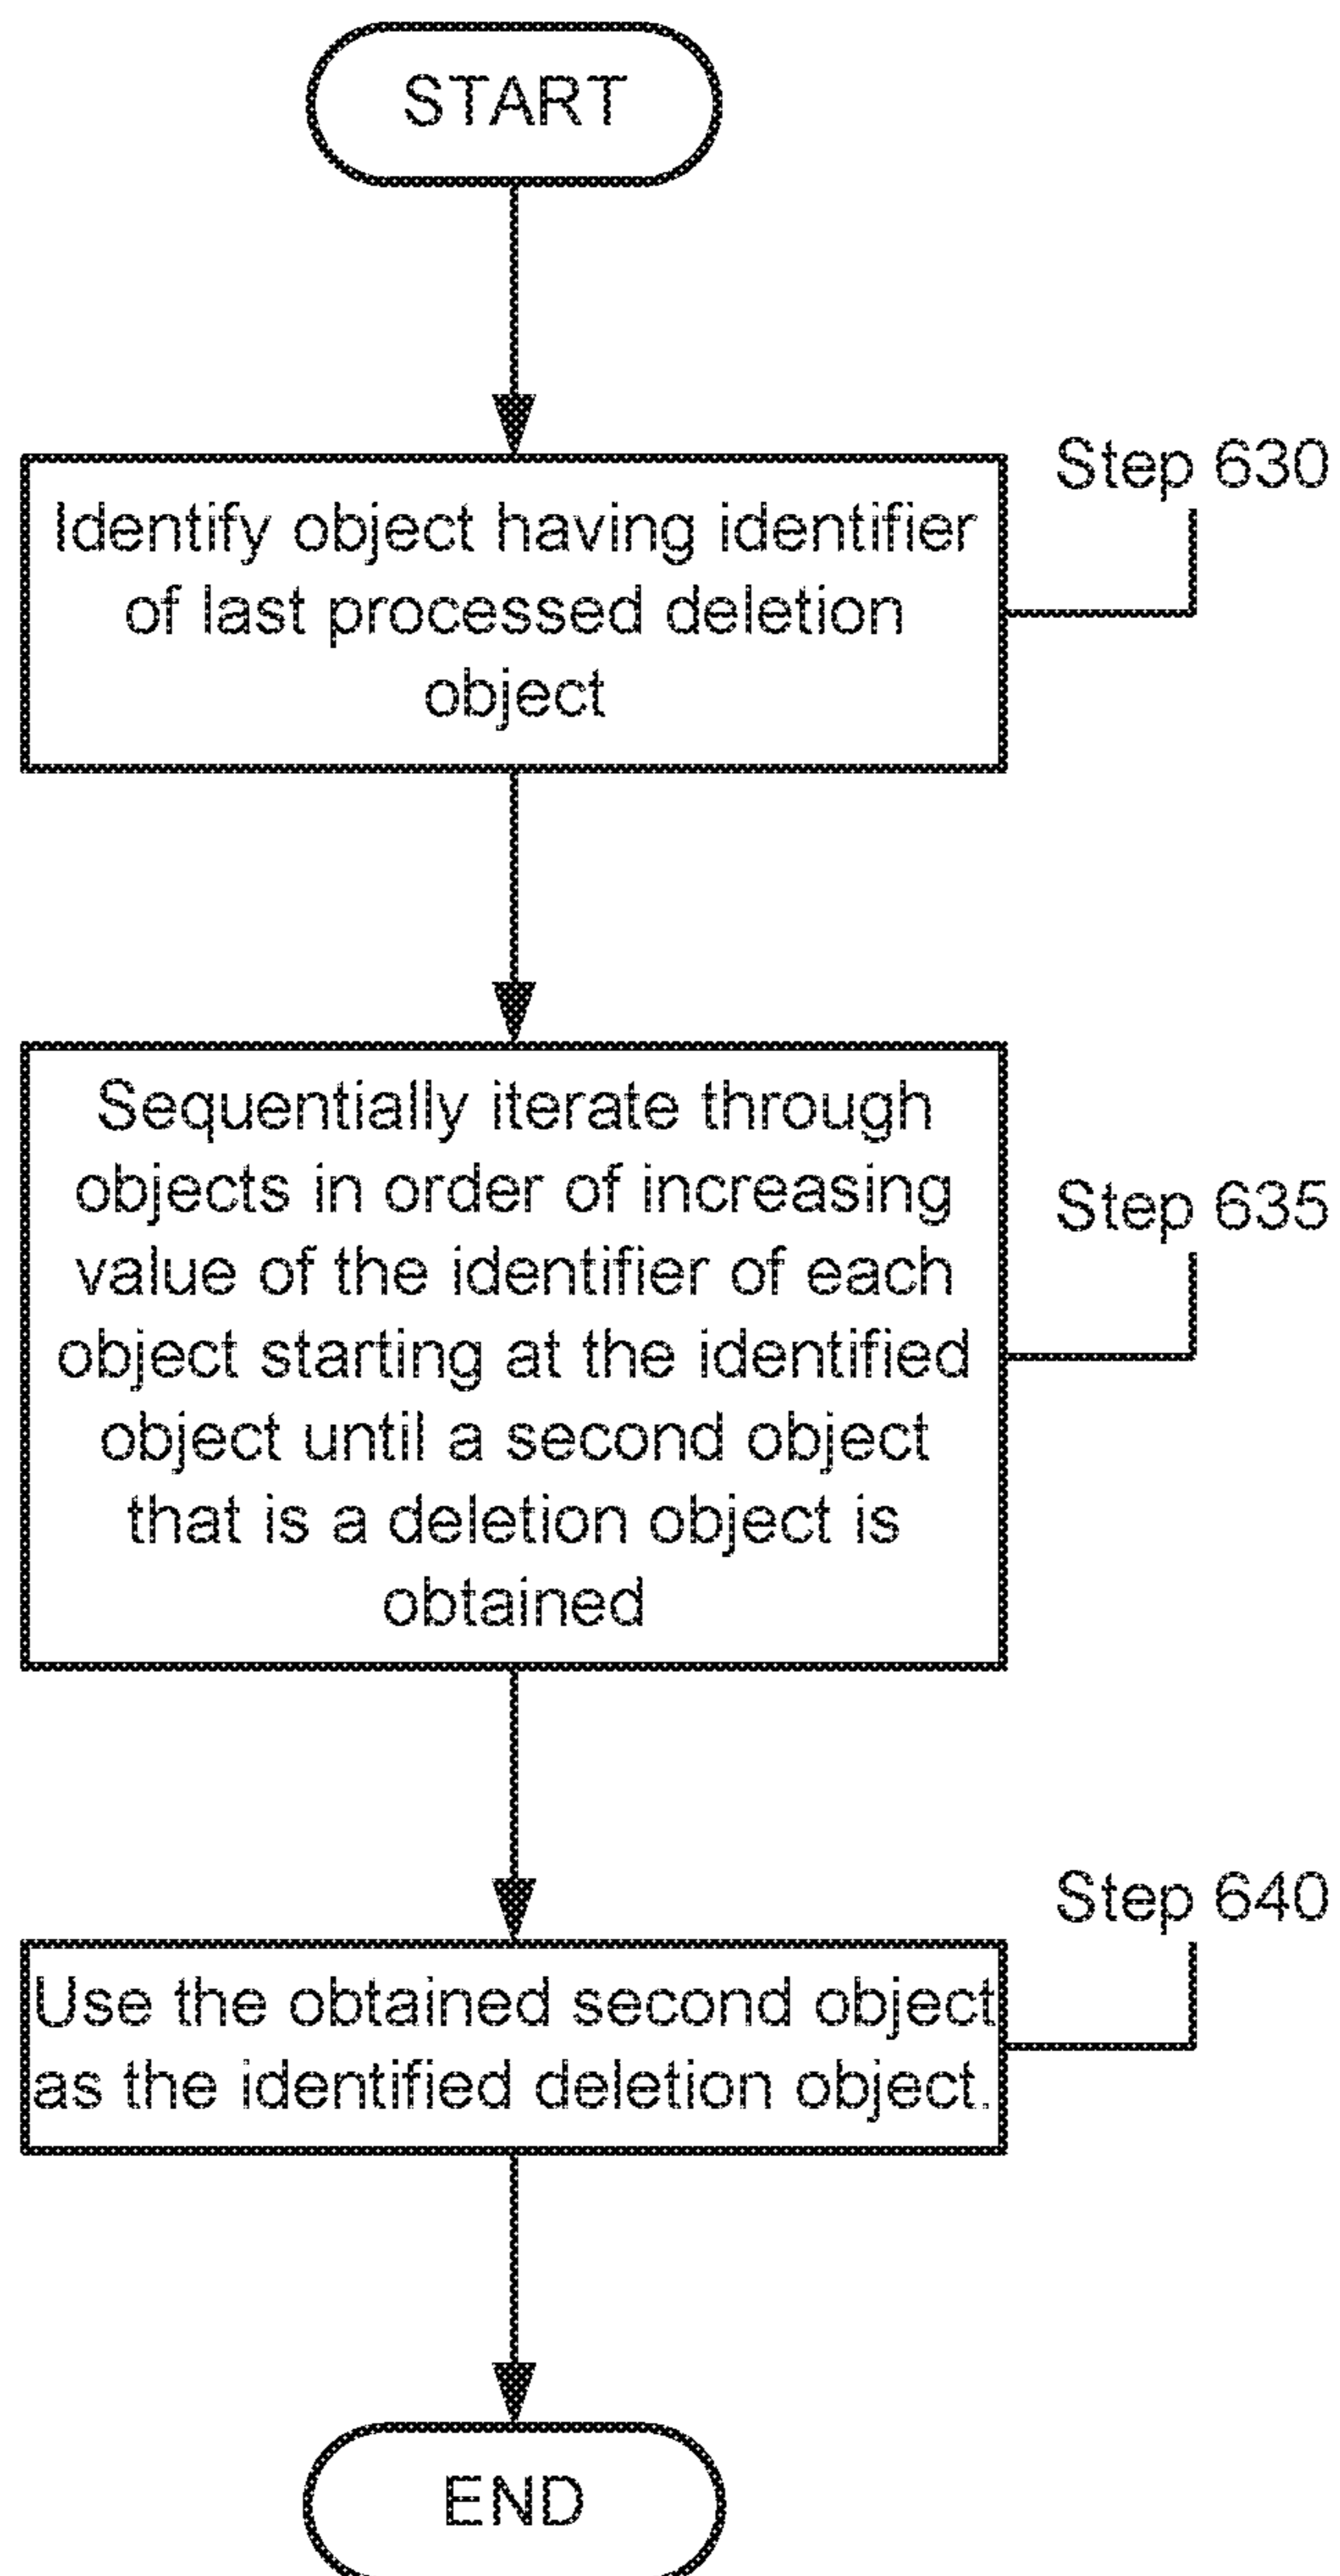 START
Step 630
Identify object having identifier
of last processed deletion
object
Sequentially iterate through
objects in order of increasing
value of the identifier of each
object starting at the identified
object until a second object
that is a deletion object is
obtained
Step 635
Step 640
Use the obtained second object
as the identified deletion object.
END